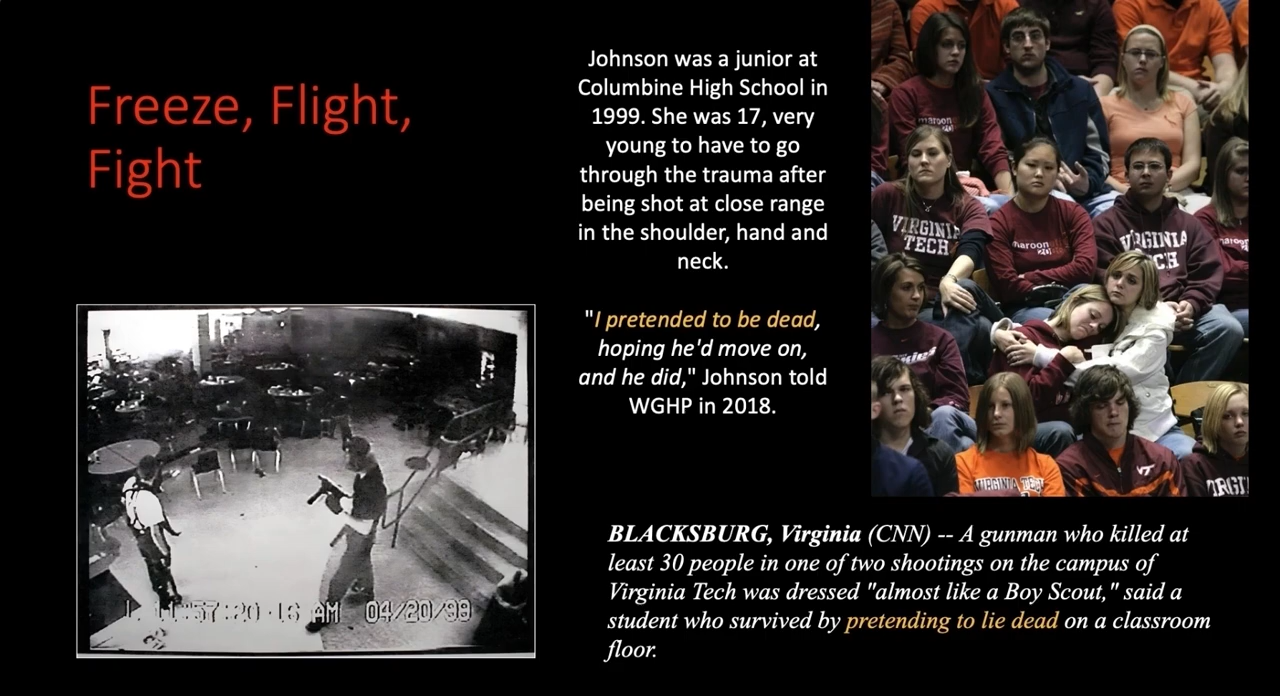 Freeze, Flight,
Fight
Johnson was a junior at
Columbine High School in
1999. She was 17, very
young to have to go
through the trauma after
being shot at close range
in the shoulder, hand and
neck.
"I pretended to be dead,
hoping he'd move on,
and he did," Johnson told
WGHP in 2018.
11:57:20·16 AM 04/20/99
maroon
VIRGINIA
TECH
maroon
VIRGINIA
VIRGINIA TECH
VT
BLACKSBURG, Virginia (CNN) -- A gunman who killed at
least 30 people in one of two shootings on the campus of
Virginia Tech was dressed "almost like a Boy Scout," said a
student who survived by pretending to lie dead on a classroom
floor.